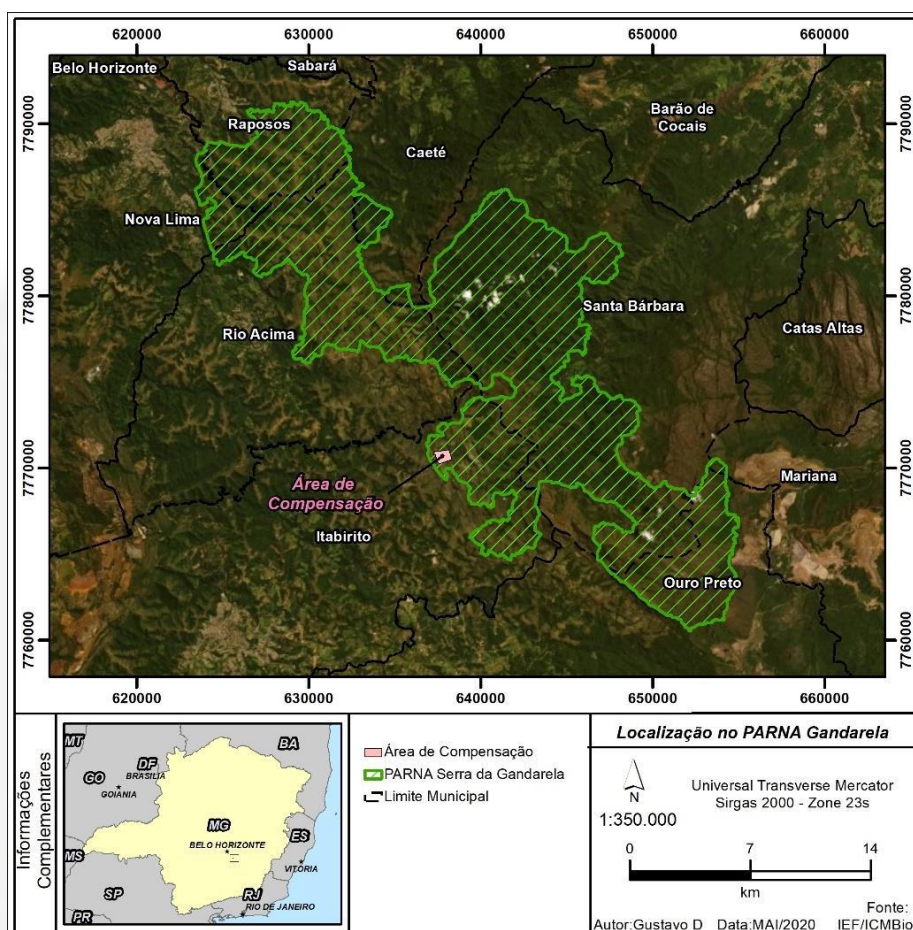 620000 630000 640000 650000 660000
Belo Horizonte
Sabará
Barão de
Cocais
7790000
Raposos
7790000
Caeté
Nova Lima
7780000
Santa Bárbara
7780000
Rio Acima
Catas Altas
7770000
Área de
Compensação
Mariana
7770000
Itabirito
Ouro Preto
7760000
7760000
620000 630000 640000 650000 660000
Informações
Complementares
MT
DF
BRASÍLIA
BA
GO
GOIÂNIA
MG
BELO HORIZONTE
ES
VITÓRIA
MS
SP
RJ
RIO DE JANEIRO
PR
Área de Compensação
PARNA Serra da Gandarela
Limite Municipal
Localização no PARNA Gandarela
N
1:350.000
Universal Transverse Mercator
Sirgas 2000 - Zone 23s
0 7 14
km
Fonte:
Autor:Gustavo D Data:MAI/2020 IEF/ICMBio